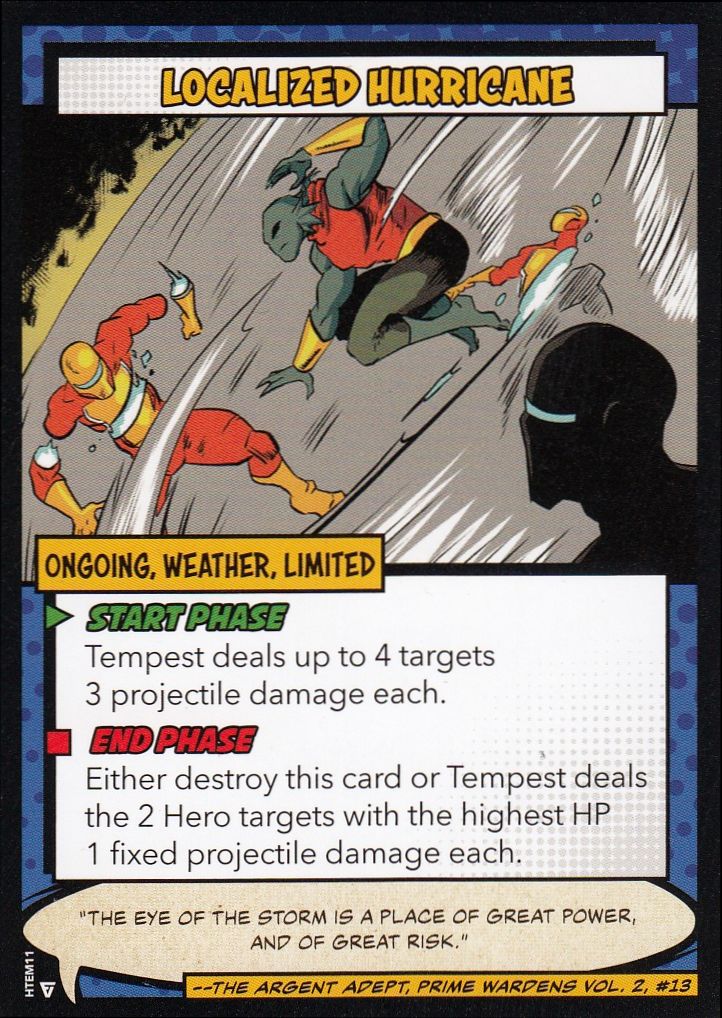 LOCALIZED HURRICANE
ONGOING, WEATHER, LIMITED
START PHASE
Tempest deals up to 4 targets
3 projectile damage each.
END PHASE
Either destroy this card or Tempest deals
the 2 Hero targets with the highest HP
1 fixed projectile damage each.
"THE EYE OF THE STORM IS A PLACE OF GREAT POWER,
AND OF GREAT RISK."
--THE ARGENT ADEPT, PRIME WARDENS VOL. 2, #13
HTEM11